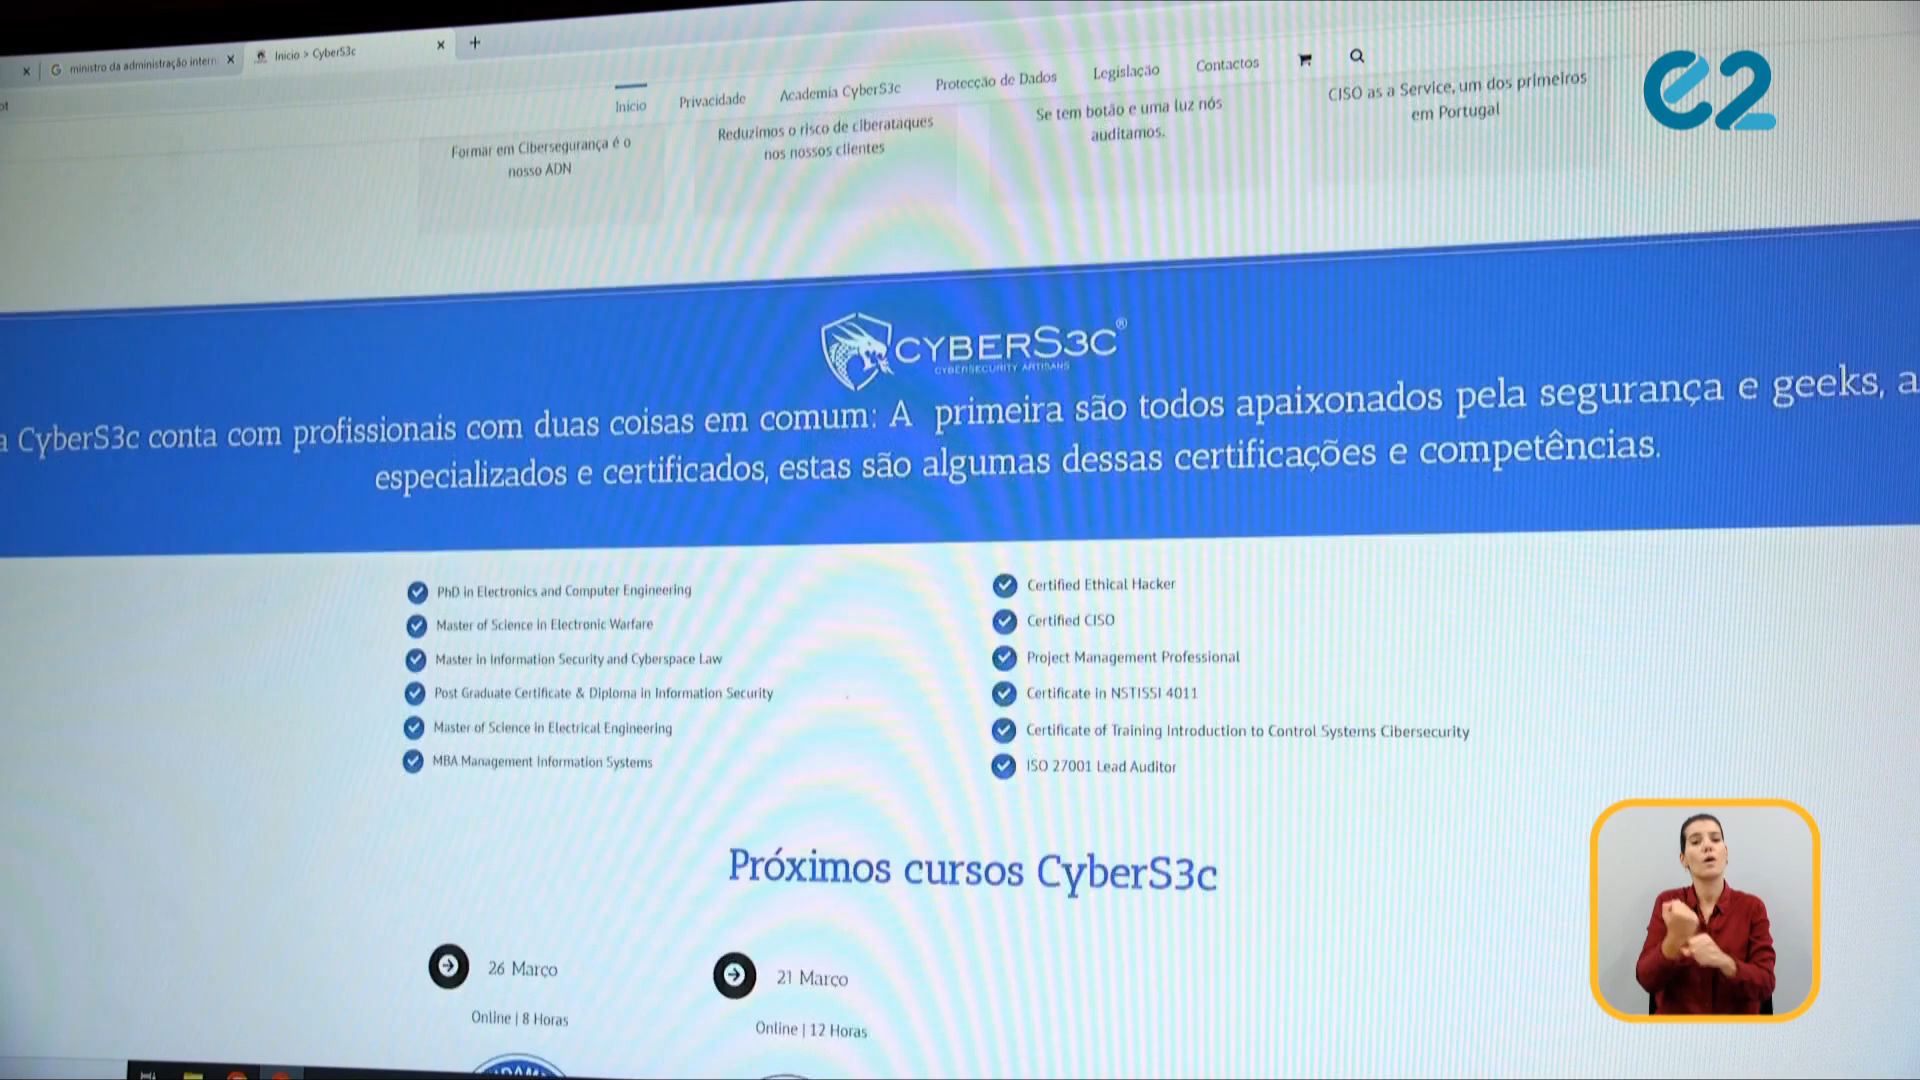 ministro da administração intern
Inicio > CyberS3c
Inicio
Privacidade
Academia CyberS3c
Protecção de Dados
Legislação
Contactos
Formar em Cibersegurança é o
nosso ADN
Reduzimos o risco de ciberataques
nos nossos clientes
Se tem botão e uma luz nós
auditamos.
CISO as a Service, um dos primeiros
em Portugal
e2
CYBERS3C®
CYBERSECURITY ARTISANS
a CyberS3c conta com profissionais com duas coisas em comum: A primeira são todos apaixonados pela segurança e geeks, a
especializados e certificados, estas são algumas dessas certificações e competências.
PhD in Electronics and Computer Engineering
Master of Science in Electronic Warfare
Master in Information Security and Cyberspace Law
Post Graduate Certificate & Diploma in Information Security
Master of Science in Electrical Engineering
MBA Management Information Systems
Certified Ethical Hacker
Certified CISO
Project Management Professional
Certificate in NSTISSI 4011
Certificate of Training Introduction to Control Systems Cibersecurity
ISO 27001 Lead Auditor
Próximos cursos CyberS3c
26 Março
Online | 8 Horas
21 Março
Online | 12 Horas